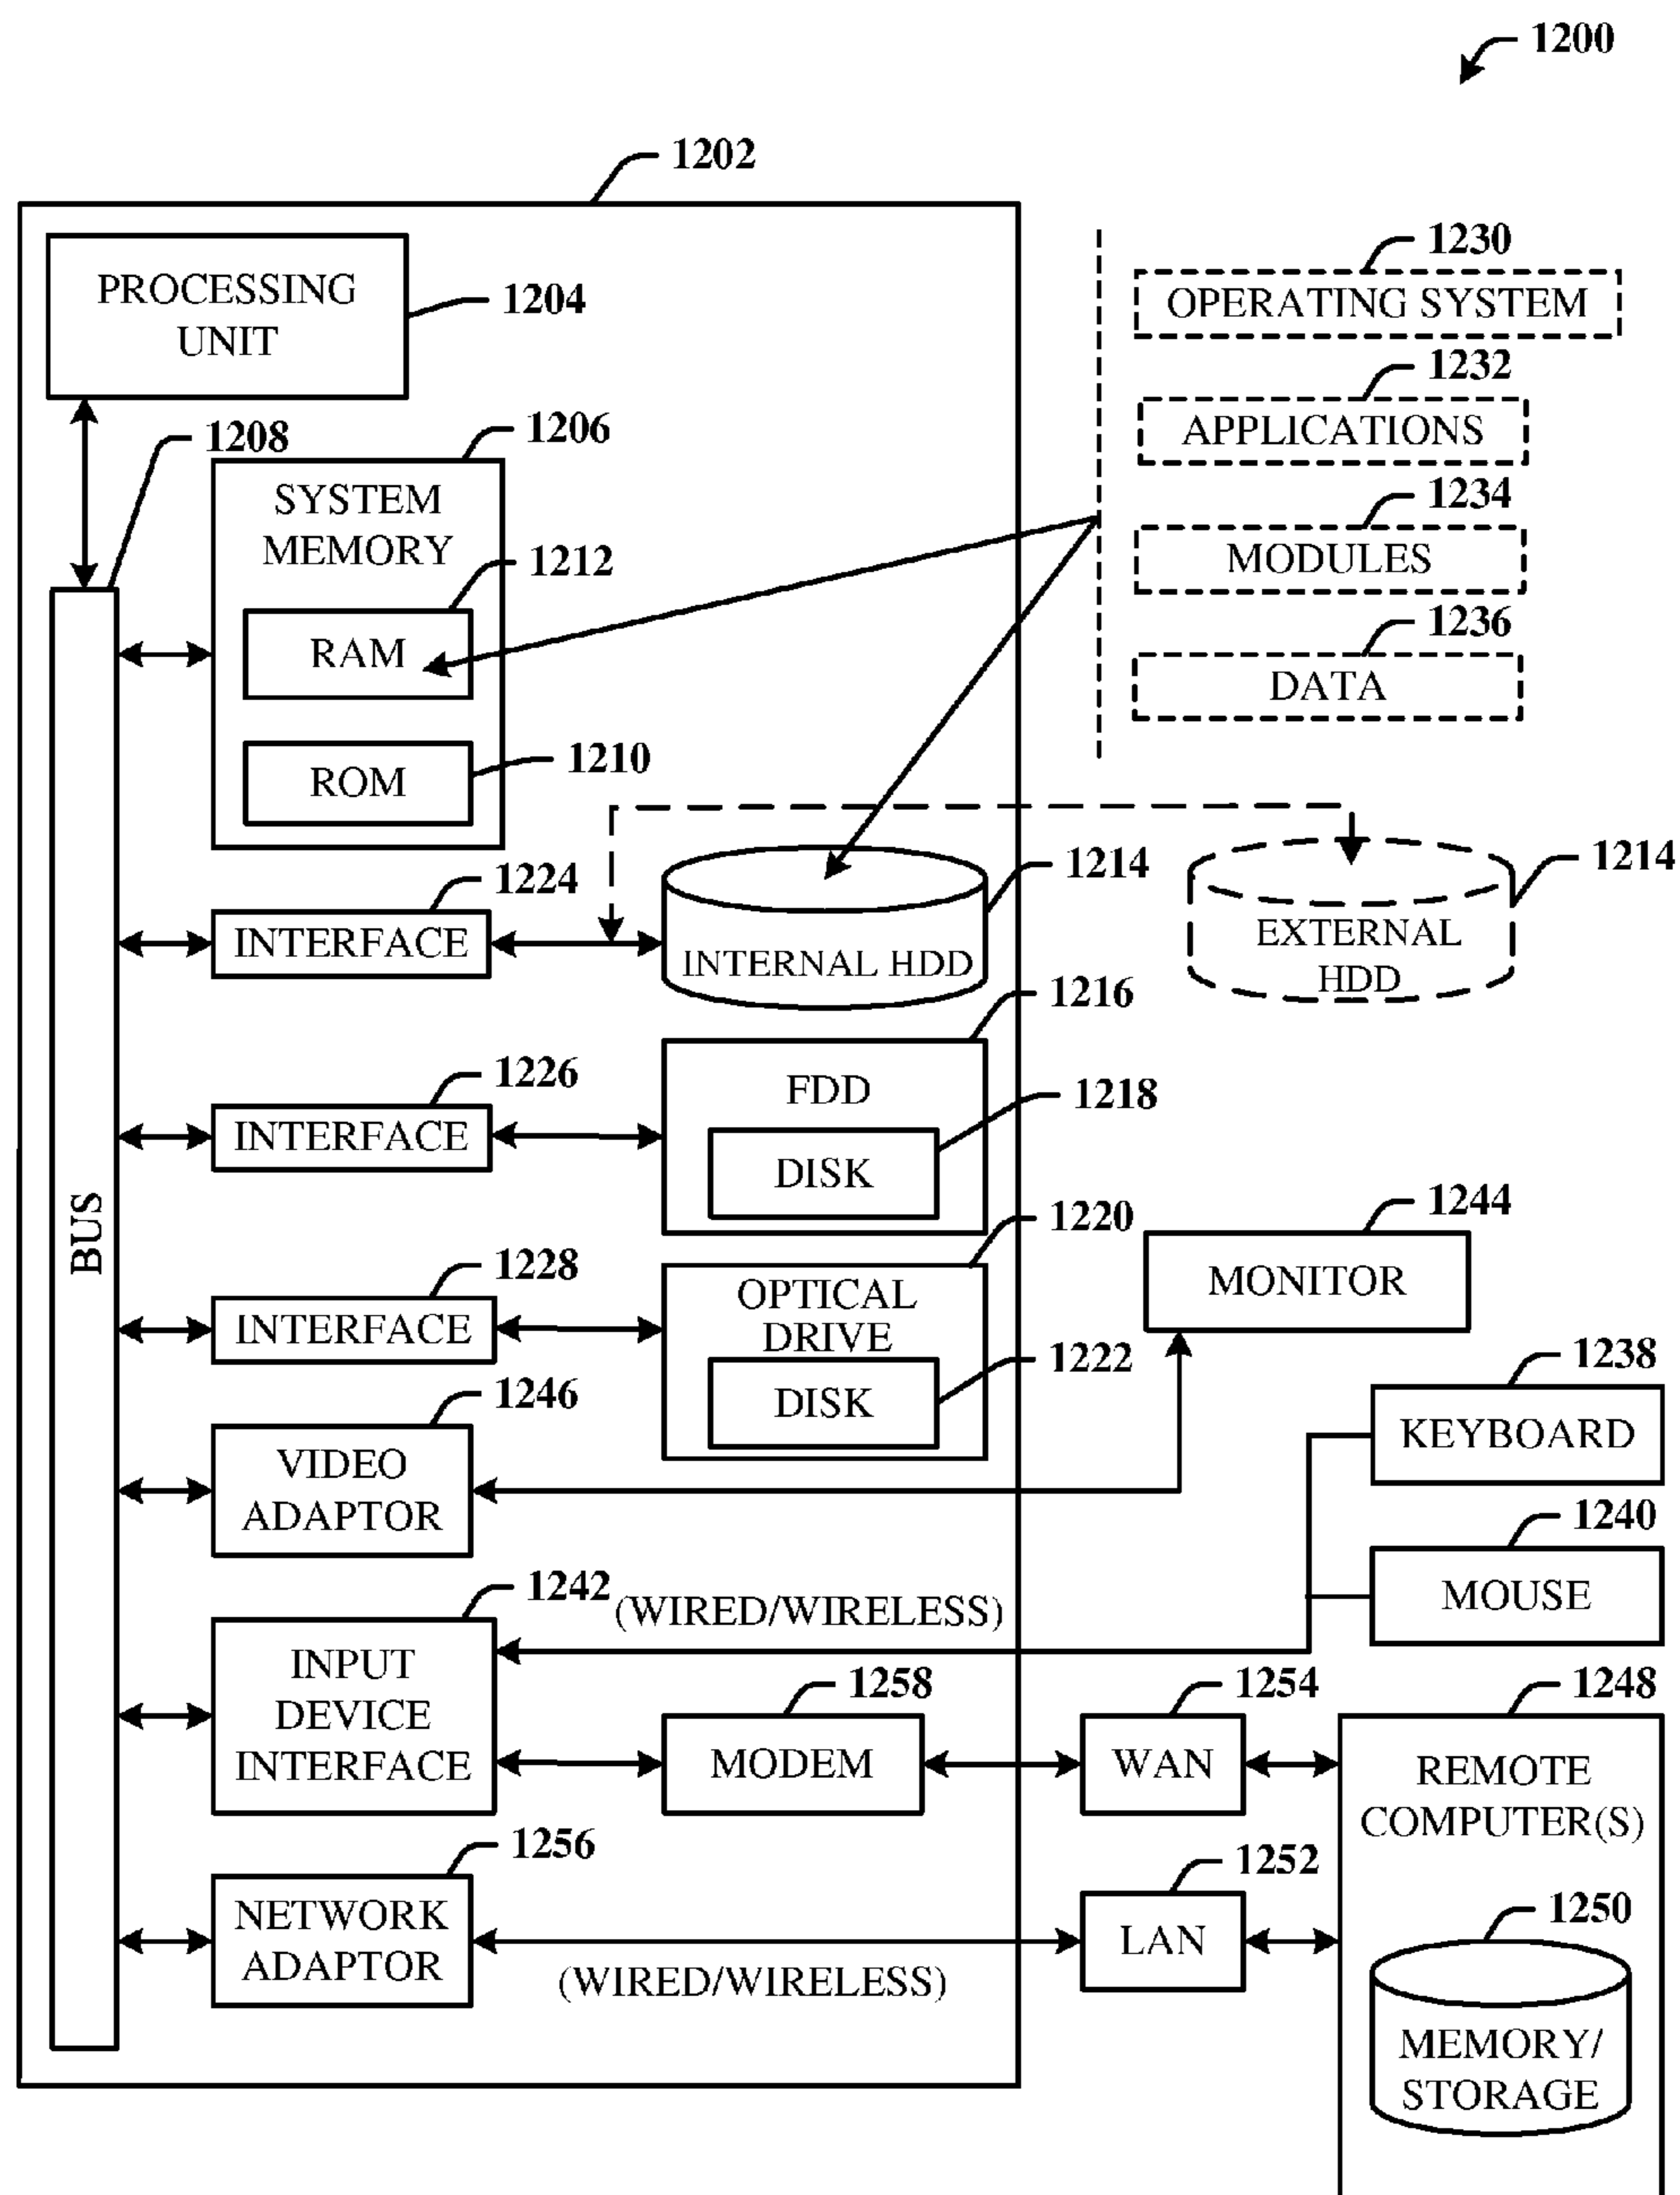 1200
1202
PROCESSING
UNIT
1204
1230
OPERATING SYSTEM
1232
APPLICATIONS
1234
MODULES
1236
DATA
1208
1206
SYSTEM
MEMORY
1212
RAM
1210
ROM
BUS
1224
INTERFACE
1214
INTERNAL HDD
1214
EXTERNAL
HDD
1216
FDD
1226
INTERFACE
1218
DISK
1220
OPTICAL
DRIVE
1228
INTERFACE
1222
DISK
1244
MONITOR
1246
VIDEO
ADAPTOR
1238
KEYBOARD
1240
MOUSE
1242
(WIRED/WIRELESS)
INPUT
DEVICE
INTERFACE
1258
MODEM
1254
WAN
1248
REMOTE
COMPUTER(S)
1256
NETWORK
ADAPTOR
(WIRED/WIRELESS)
1252
LAN
1250
MEMORY/
STORAGE